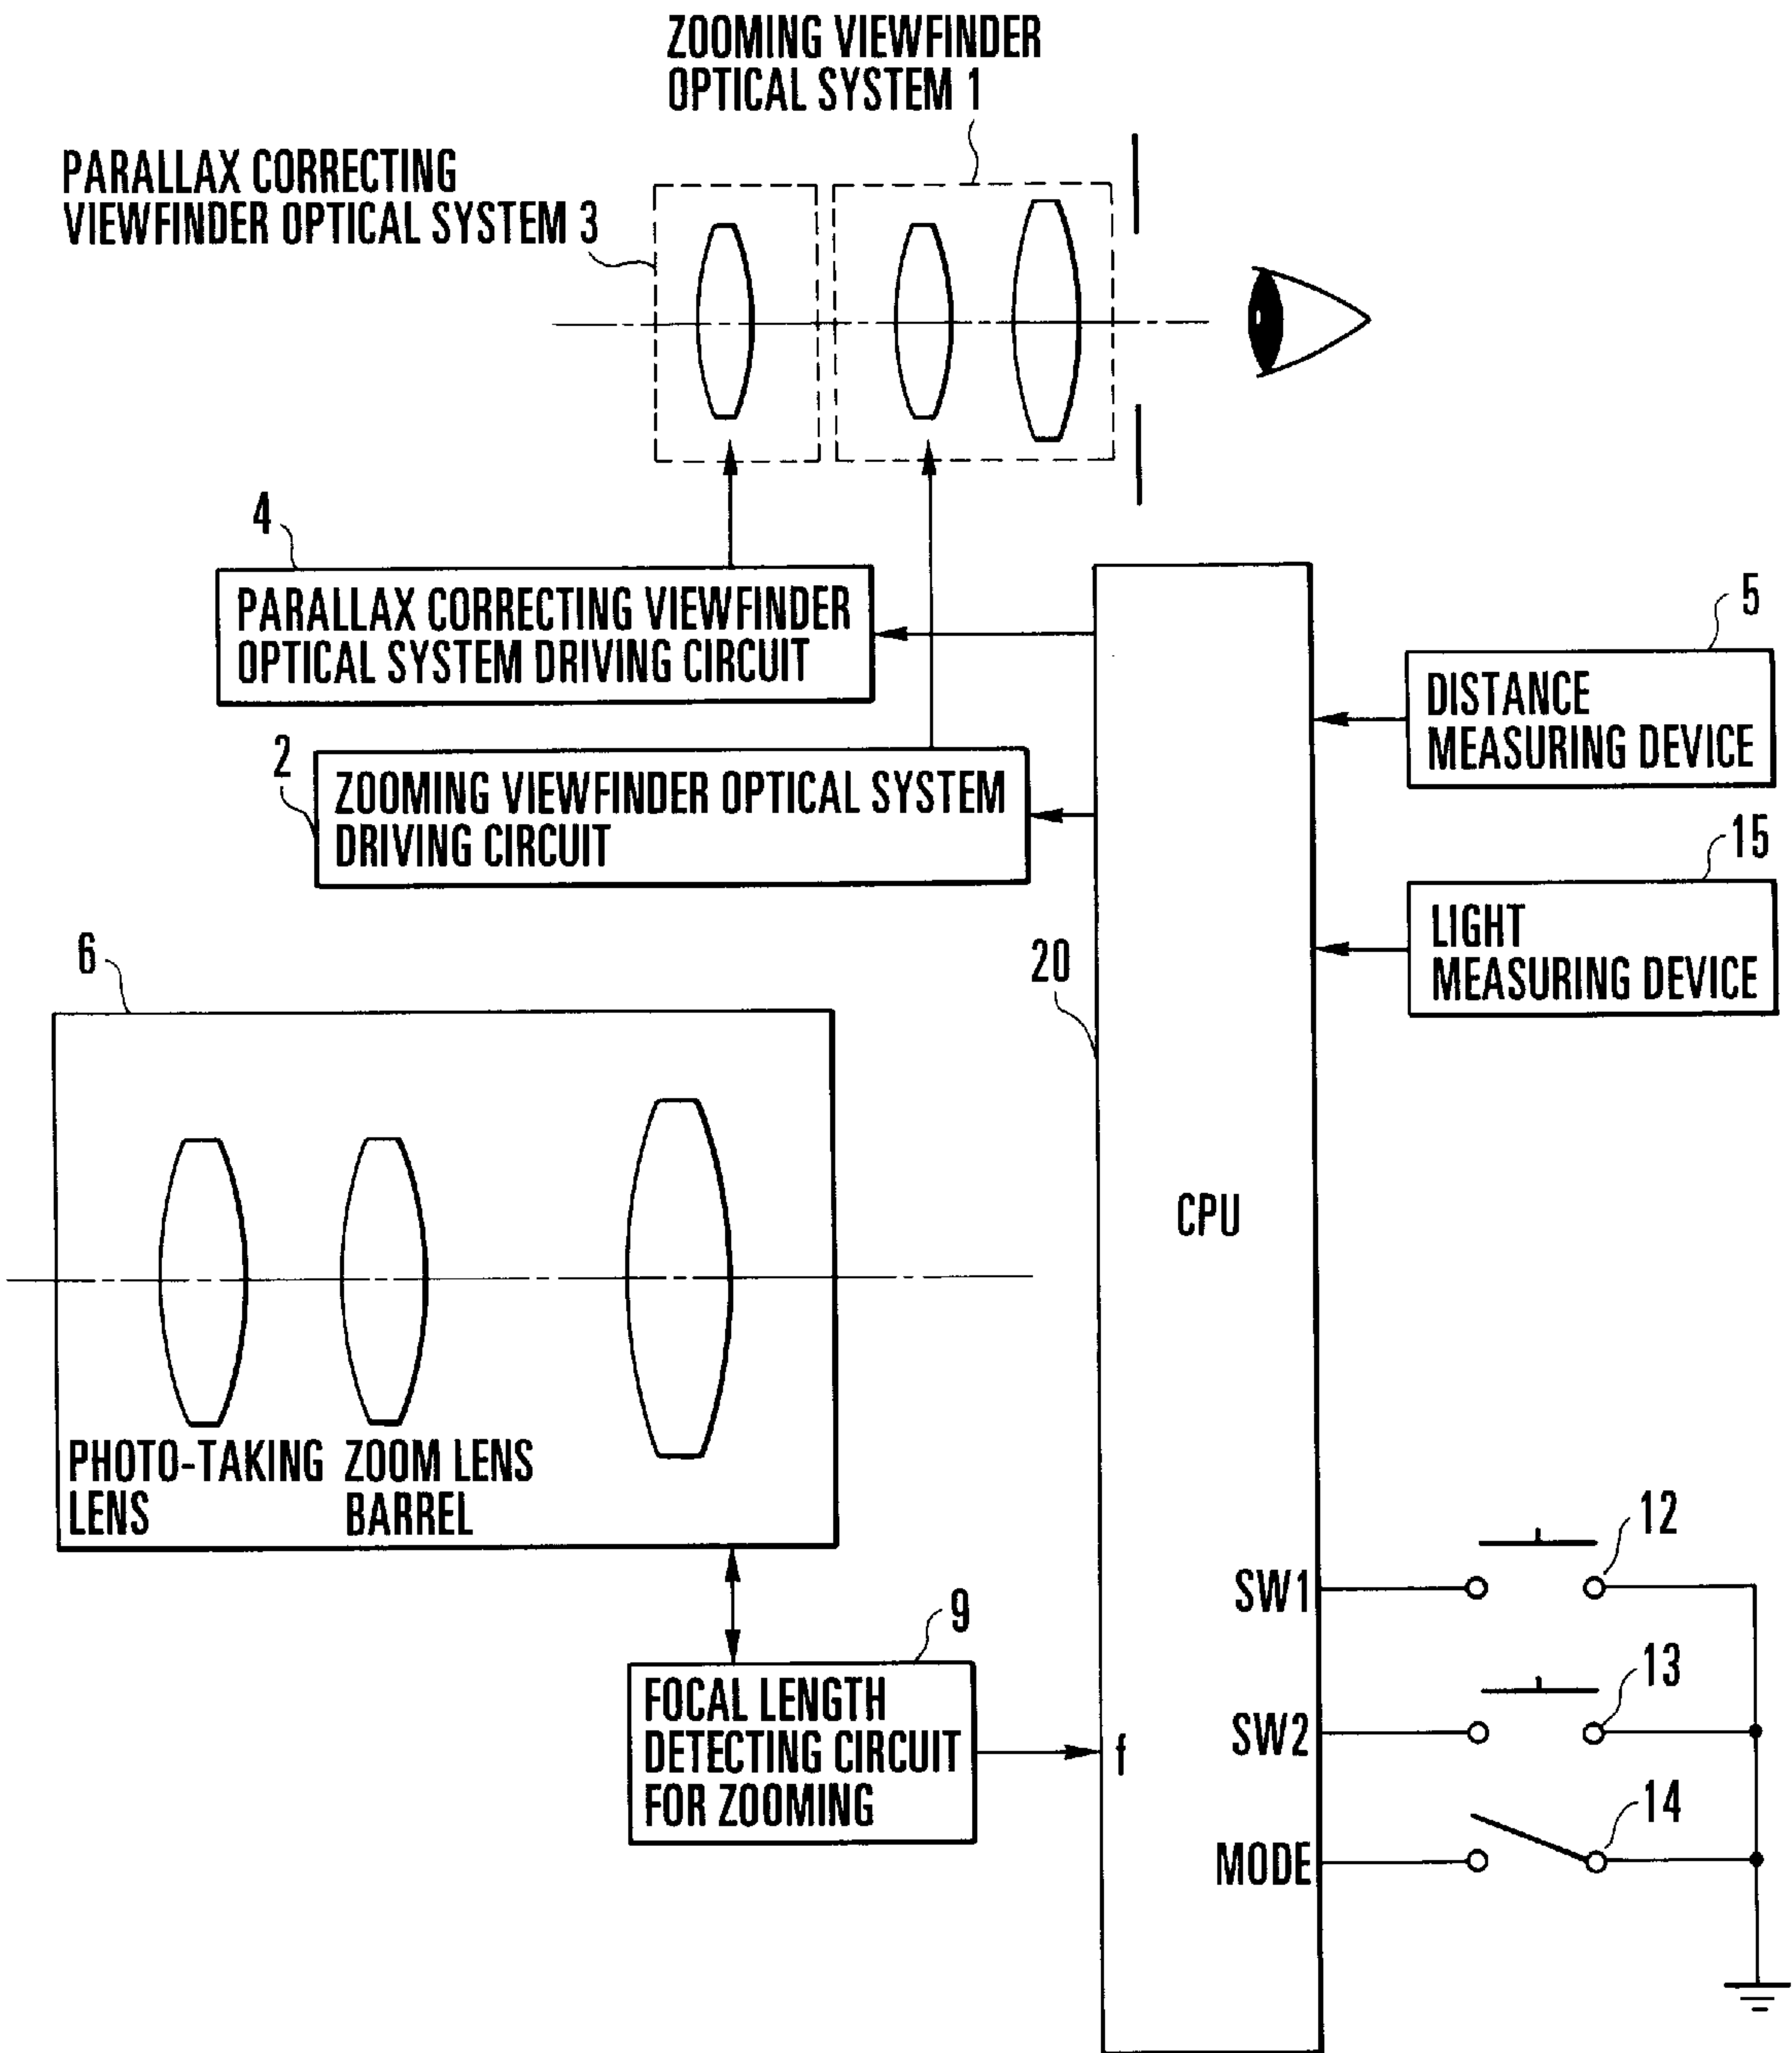 ZOOMING VIEWFINDER
OPTICAL SYSTEM 1
PARALLAX CORRECTING
VIEWFINDER OPTICAL SYSTEM 3
4
PARALLAX CORRECTING VIEWFINDER
OPTICAL SYSTEM DRIVING CIRCUIT
5
DISTANCE
MEASURING DEVICE
2
ZOOMING VIEWFINDER OPTICAL SYSTEM
DRIVING CIRCUIT
15
LIGHT
MEASURING DEVICE
6
20
CPU
PHOTO-TAKING
LENS
ZOOM LENS
BARREL
12
SW1
9
FOCAL LENGTH
DETECTING CIRCUIT
FOR ZOOMING
f
13
SW2
14
MODE